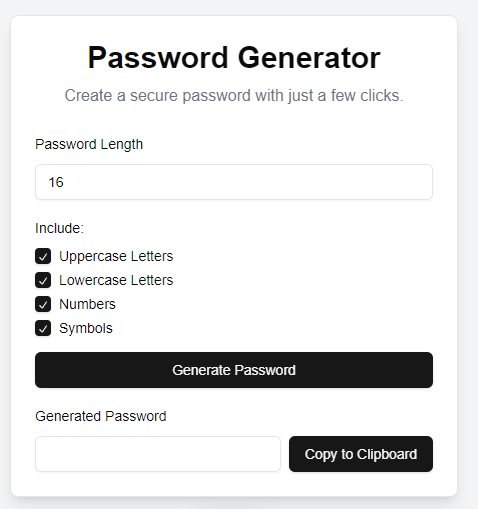 Password Generator
Create a secure password with just a few clicks.
Password Length
16
Include:
Uppercase Letters
Lowercase Letters
Numbers
Symbols
Generate Password
Generated Password
Copy to Clipboard